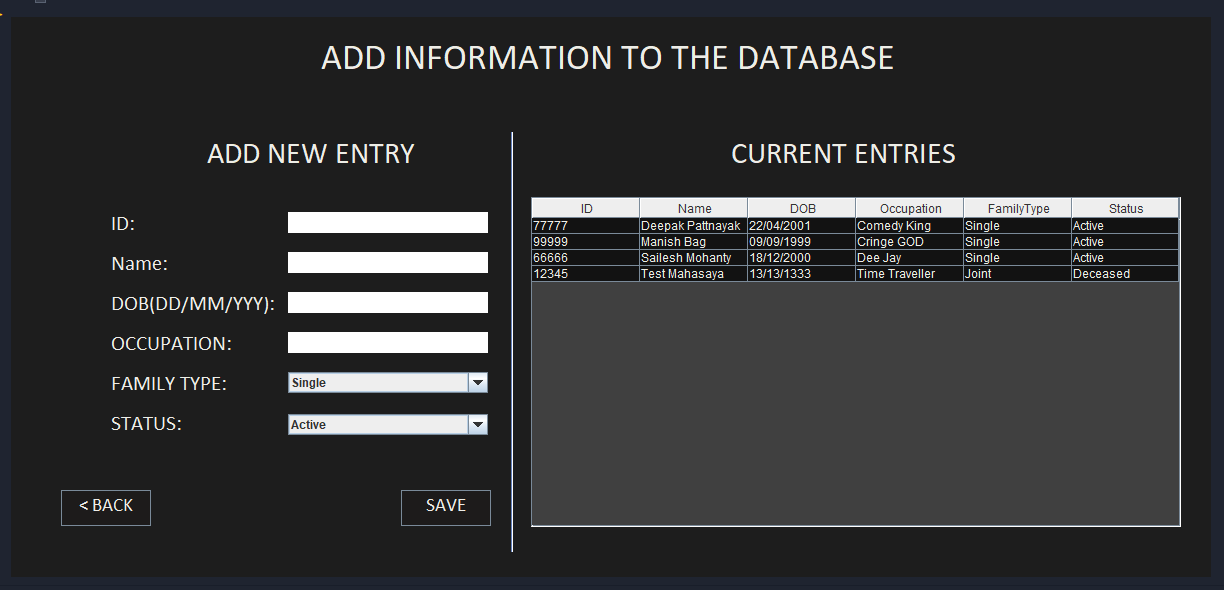 ADD INFORMATION TO THE DATABASE
ADD NEW ENTRY
ID:
Name:
DOB(DD/MM/YYY):
OCCUPATION:
FAMILY TYPE: Single
STATUS: Active
< BACK SAVE
CURRENT ENTRIES
ID Name DOB Occupation FamilyType Status
77777 Deepak Pattnayak 22/04/2001 Comedy King Single Active
99999 Manish Bag 09/09/1999 Cringe GOD Single Active
66666 Sailesh Mohanty 18/12/2000 Dee Jay Single Active
12345 Test Mahasaya 13/13/1333 Time Traveller Joint Deceased